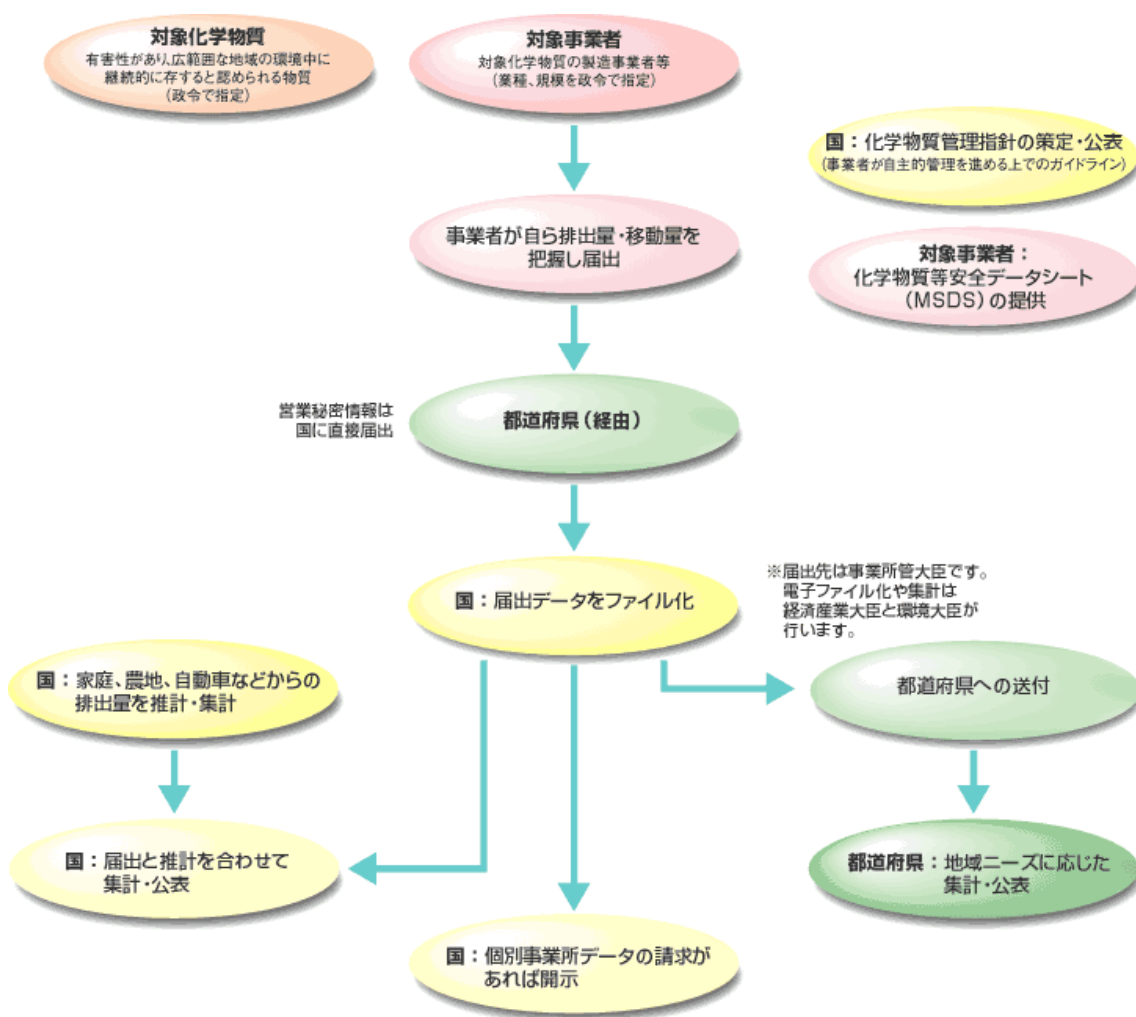 対象化学物質
有害性があり、広範囲な地域の環境中に
継続的に存すると認められる物質
(政令で指定)
対象事業者
対象化学物質の製造事業者等
(業種、規模を政令で指定)
国：化学物質管理指針の策定・公表
(事業者が自主的管理を進める上でのガイドライン)
事業者が自ら排出量・移動量を
把握し届出
対象事業者：
化学物質等安全データシート
(MSDS)の提供
営業秘密情報は
国に直接届出
都道府県(経由)
国：届出データをファイル化
※届出先は事業所管大臣です。
電子ファイル化や集計は
経済産業大臣と環境大臣が
行います。
国：家庭、農地、自動車などからの
排出量を推計・集計
都道府県への送付
国：届出と推計を合わせて
集計・公表
都道府県：地域ニーズに応じた
集計・公表
国：個別事業所データの請求が
あれば開示